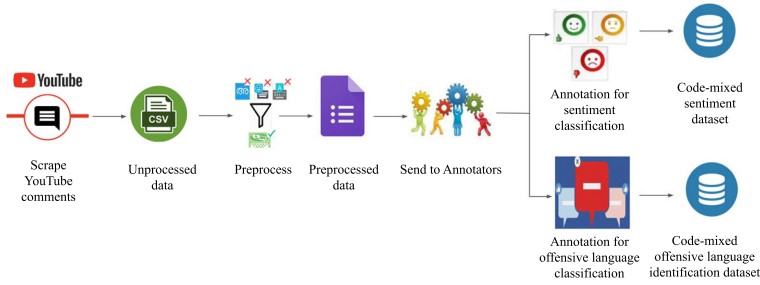 YouTube
CSV
Scrape
YouTube
comments
Unprocessed
data
Preprocess
Preprocessed
data
Send to Annotators
Annotation for
sentiment
classification
Code-mixed
sentiment
dataset
Annotation for
offensive language
classification
Code-mixed
offensive language
identification dataset